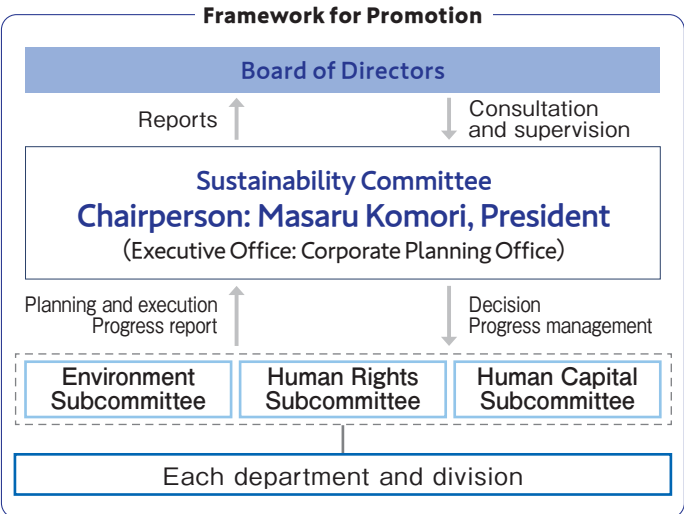 Framework for Promotion
Board of Directors
Reports
Consultation
and supervision
Sustainability Committee
Chairperson: Masaru Komori, President
(Executive Office: Corporate Planning Office)
Planning and execution
Progress report
Decision
Progress management
Environment
Subcommittee
Human Rights
Subcommittee
Human Capital
Subcommittee
Each department and division